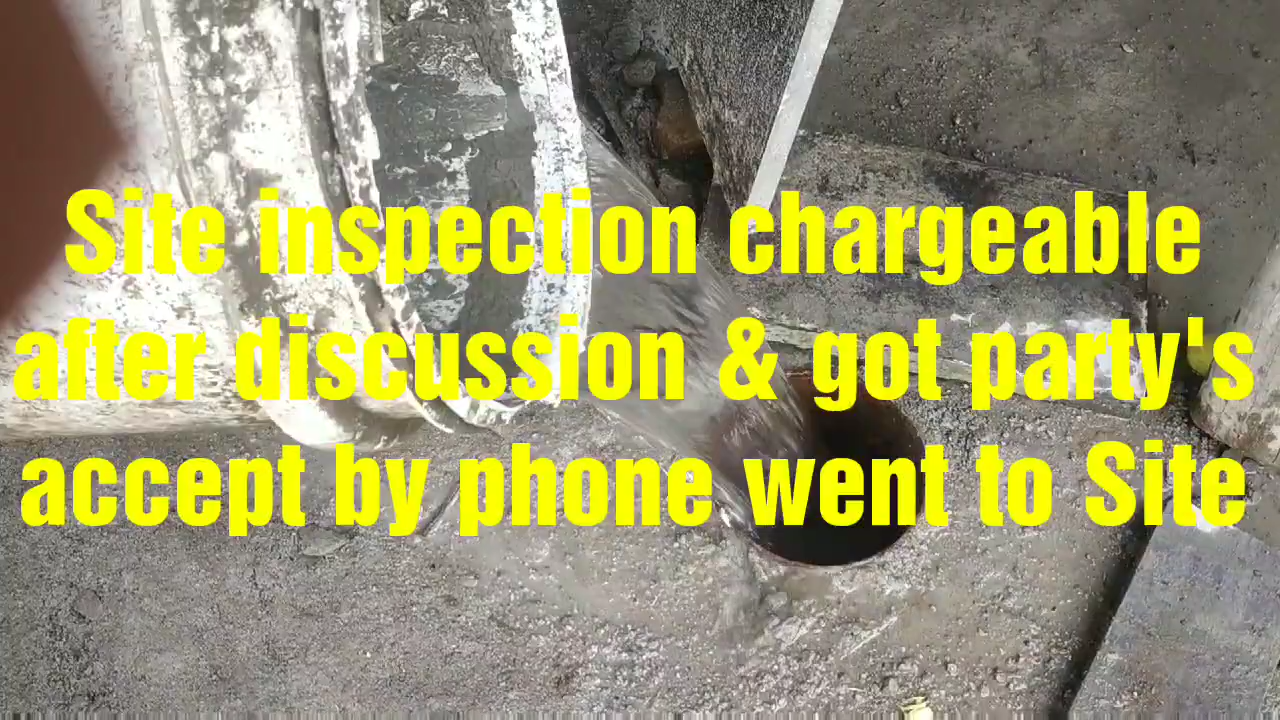 Site inspection chargeable
after discussion & got party's
accept by phone went to Site